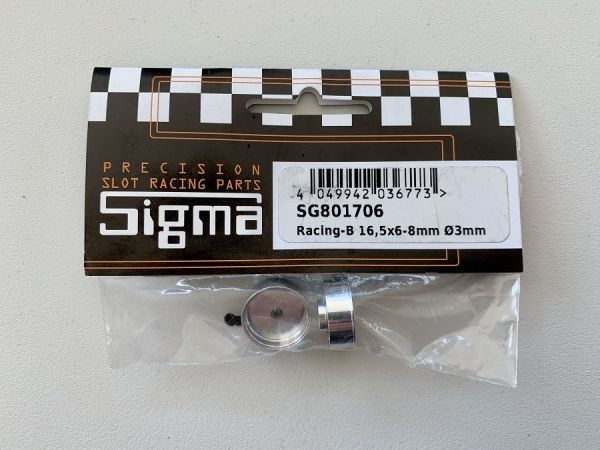 PRECISION
SLOT RACING PARTS
Sigma
4 049942 036773 >
SG801706
Racing-B 16,5x6-8mm Ø3mm